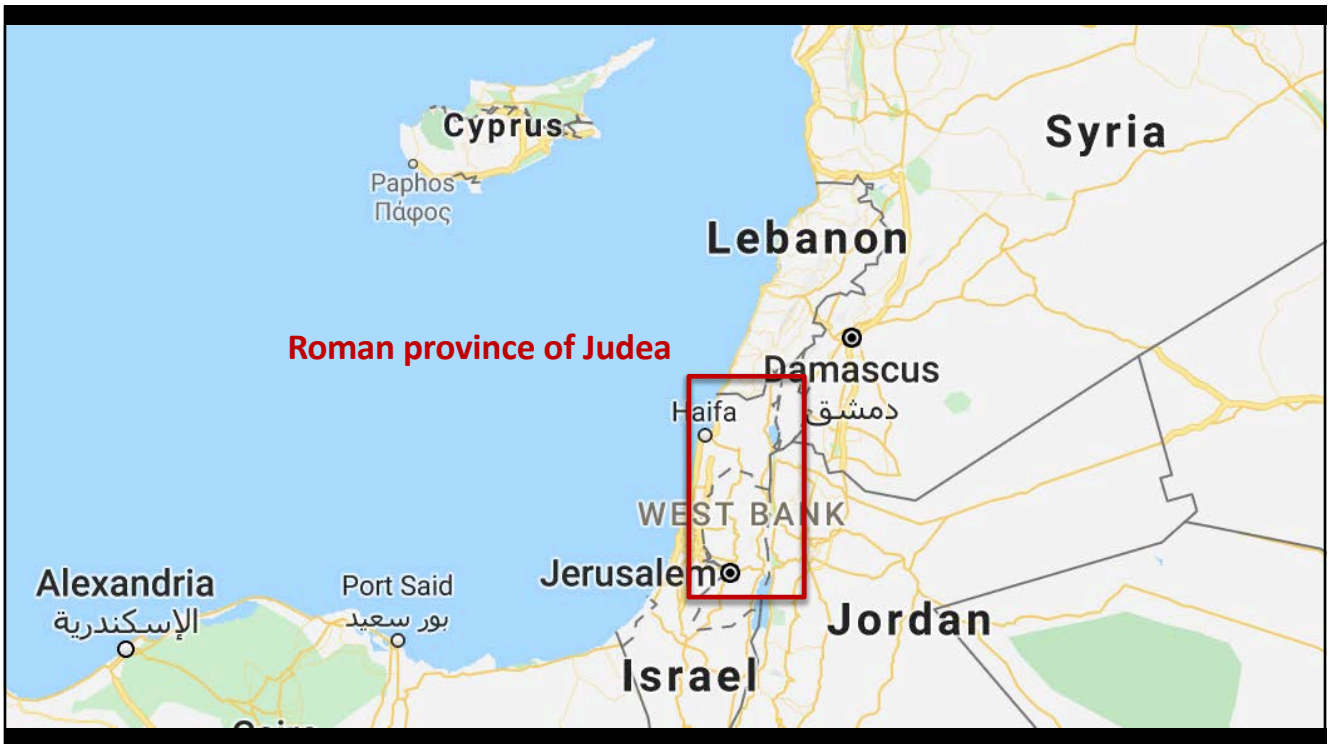 Cyprus
Syria
Paphos
Πάφος
Lebanon
Roman province of Judea
Damascus
دمشق
Haifa
WEST BANK
Jerusalem
Alexandria
الإسكندرية
Port Said
بور سعيد
Jordan
Israel